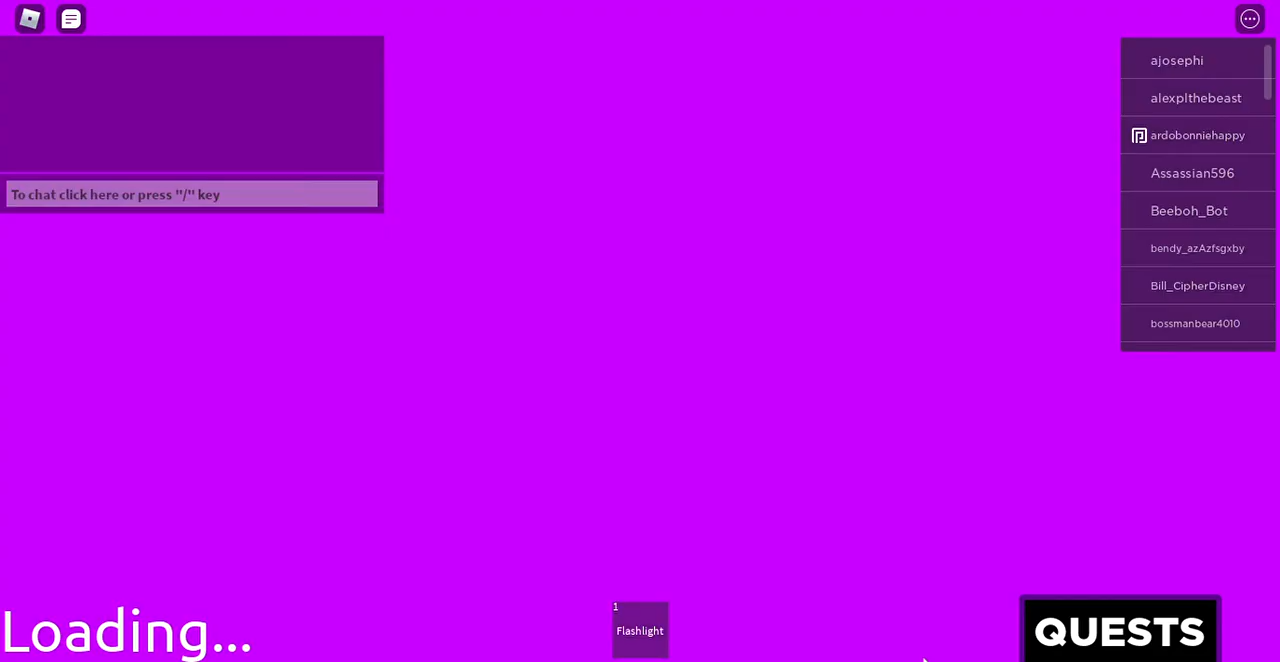 To chat click here or press "/" key
ajosephi
alexplthebeast
ardobonniehappy
Assassian596
Beeboh_Bot
bendy_azAzfsgxby
Bill_CipherDisney
bossmanbear4010
Loading...
1
Flashlight
QUESTS